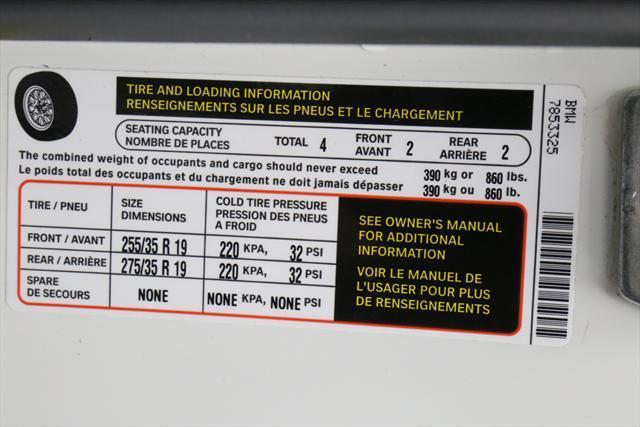 TIRE AND LOADING INFORMATION
RENSEIGNEMENTS SUR LES PNEUS ET LE CHARGEMENT
SEATING CAPACITY
NOMBRE DE PLACES
TOTAL 4
FRONT
AVANT 2
REAR
ARRIÈRE 2
The combined weight of occupants and cargo should never exceed 390 kg or 860 lbs.
Le poids total des occupants et du chargement ne doit jamais dépasser 390 kg ou 860 lb.
TIRE / PNEU
SIZE
DIMENSIONS
COLD TIRE PRESSURE
PRESSION DES PNEUS
A FROID
FRONT / AVANT 255/35 R 19 220 KPA, 32 PSI
REAR / ARRIÈRE 275/35 R 19 220 KPA, 32 PSI
SPARE
DE SECOURS NONE NONE KPA, NONE PSI
SEE OWNER'S MANUAL
FOR ADDITIONAL
INFORMATION
VOIR LE MANUEL DE
L'USAGER POUR PLUS
DE RENSEIGNEMENTS
BMW
7853325